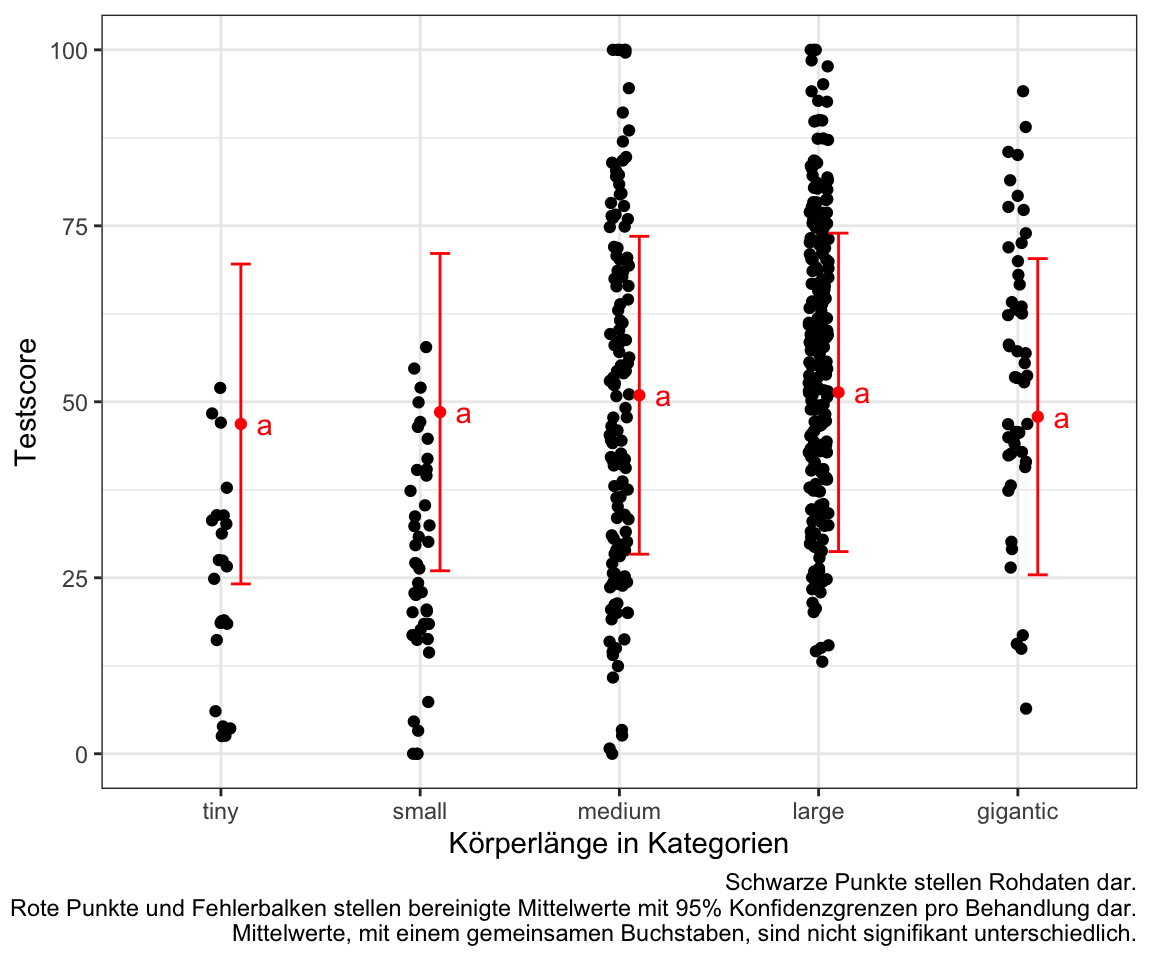 100
75
50
25
0
Testscore
a
a
a
a
a
tiny small medium large gigantic
Körperlänge in Kategorien
Schwarze Punkte stellen Rohdaten dar.
Rote Punkte und Fehlerbalken stellen bereinigte Mittelwerte mit 95% Konfidenzgrenzen pro Behandlung dar.
Mittelwerte, mit einem gemeinsamen Buchstaben, sind nicht signifikant unterschiedlich.